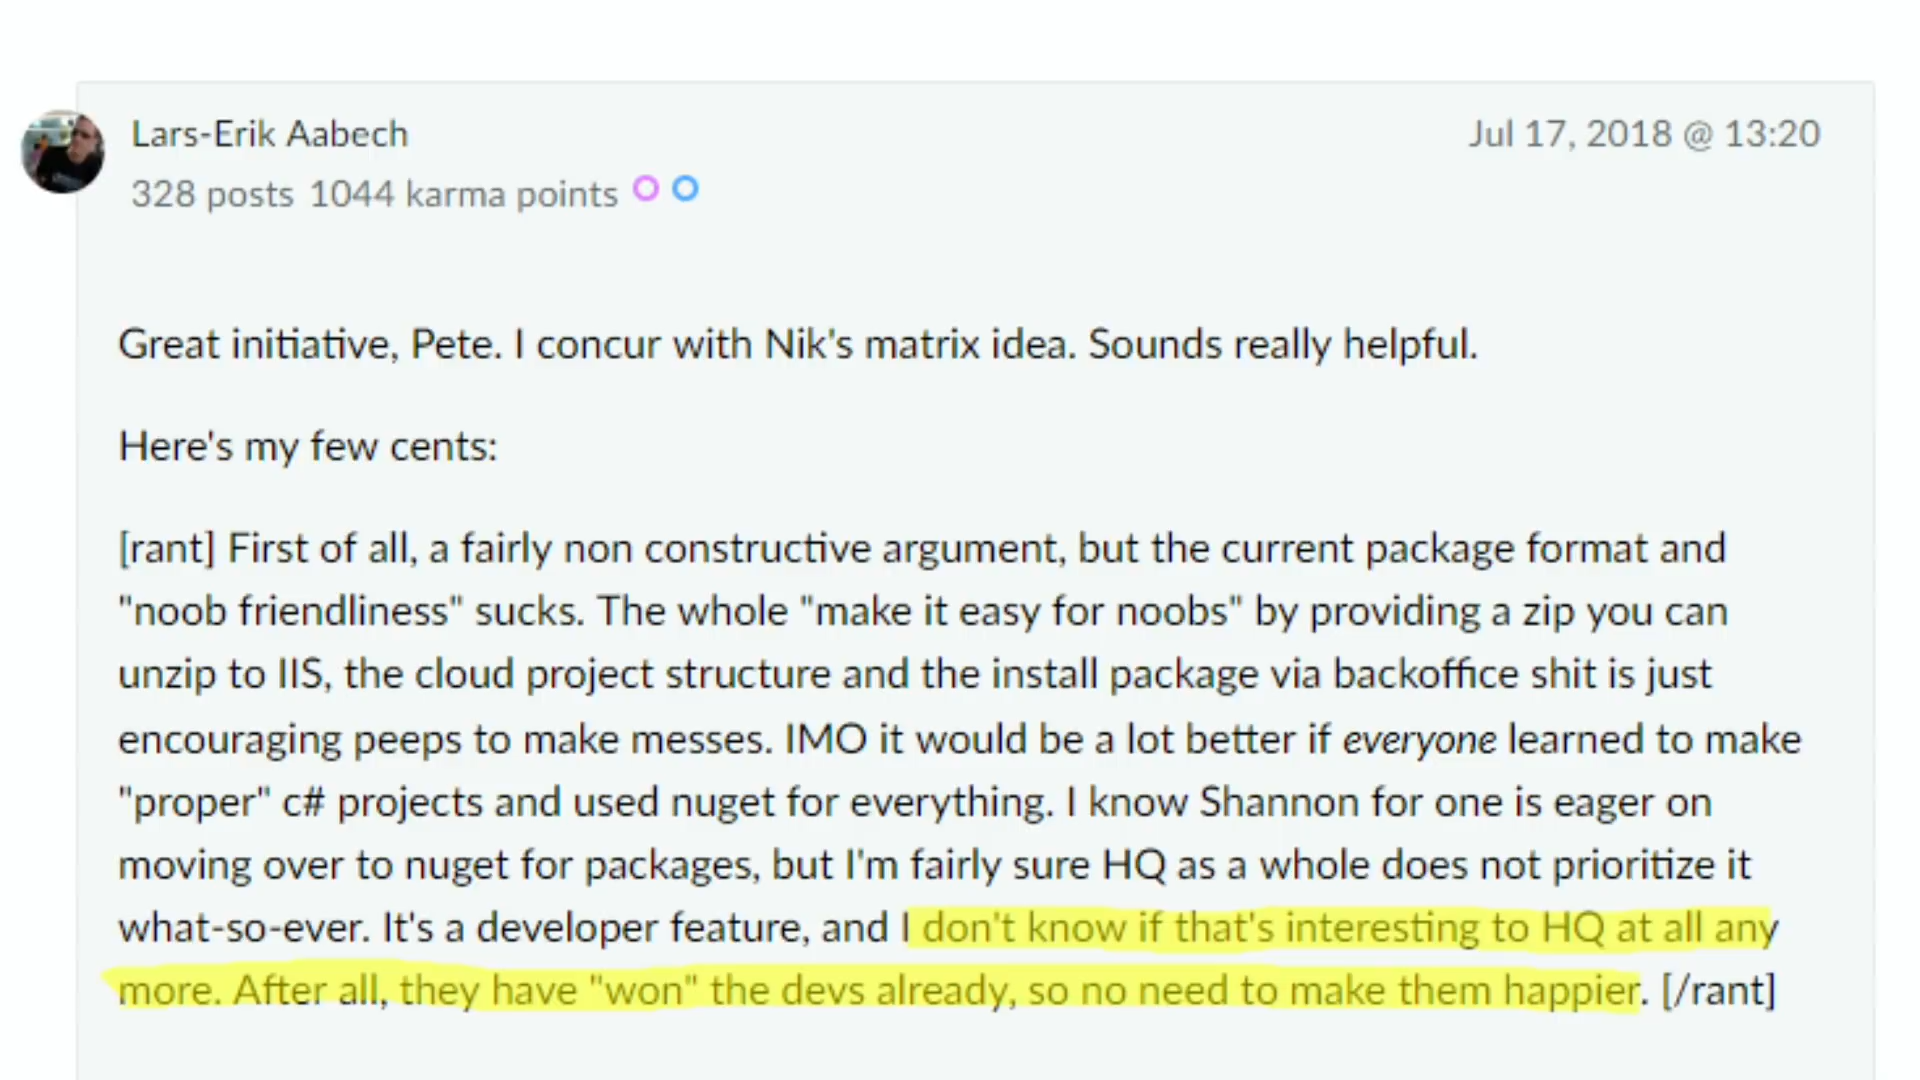 Lars-Erik Aabech
Jul 17, 2018 @ 13:20
328 posts 1044 karma points
Great initiative, Pete. I concur with Nik's matrix idea. Sounds really helpful.
Here's my few cents:
[rant] First of all, a fairly non constructive argument, but the current package format and
"noob friendliness" sucks. The whole "make it easy for noobs" by providing a zip you can
unzip to IIS, the cloud project structure and the install package via backoffice shit is just
encouraging peeps to make messes. IMO it would be a lot better if everyone learned to make
"proper" c# projects and used nuget for everything. I know Shannon for one is eager on
moving over to nuget for packages, but I'm fairly sure HQ as a whole does not prioritize it
what-so-ever. It's a developer feature, and I don't know if that's interesting to HQ at all any
more. After all, they have "won" the devs already, so no need to make them happier. [/rant]